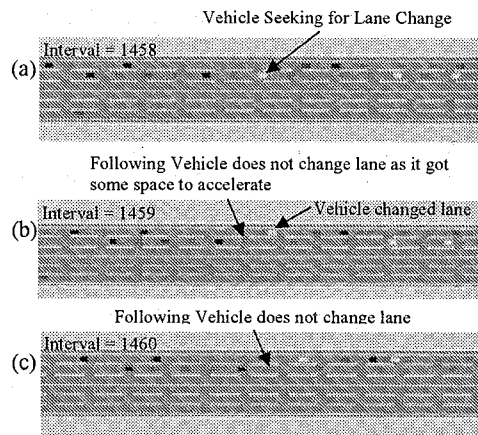 Vehicle Seeking for Lane Change
Interval = 1458
(a)
Following Vehicle does not change lane as it got
some space to accelerate
Interval = 1459
Vehicle changed lane
(b)
Following Vehicle does not change lane
Interval = 1460
(c)